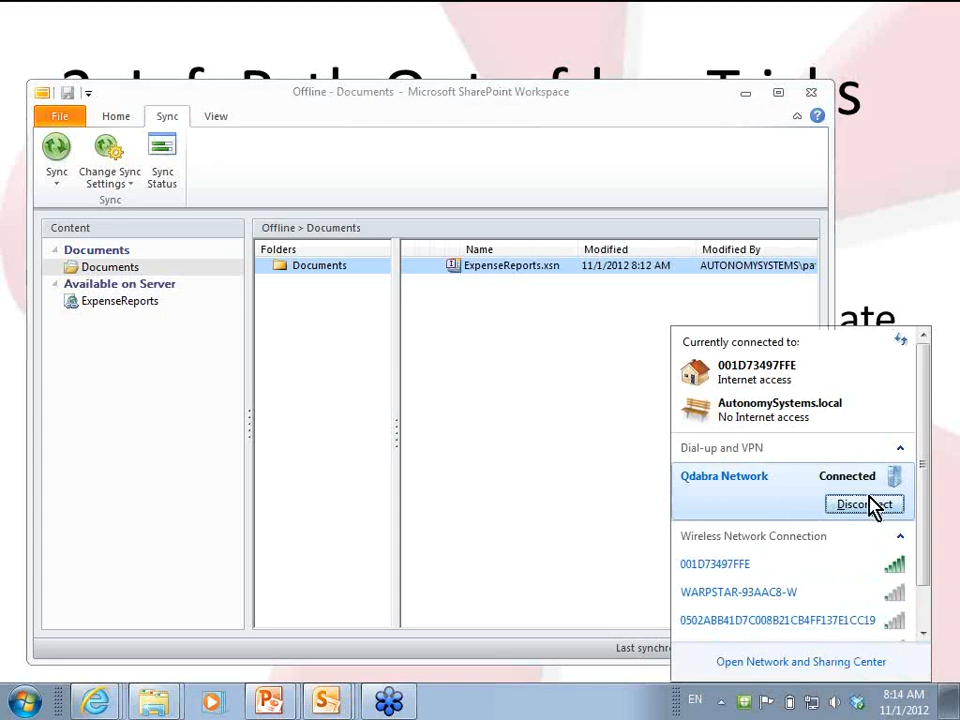 Offline - Documents - Microsoft SharePoint Workspace
File Home Sync View
Sync Change Sync Settings Sync Status
Sync
Content
Documents
Documents
Available on Server
ExpenseReports
Offline > Documents
Folders
Documents
Name Modified Modified By
ExpenseReports.xsn 11/1/2012 8:12 AM AUTONOMYSYSTEMS\pa
ate
Currently connected to:
001D73497FFE
Internet access
AutonomySystems.local
No Internet access
Dial-up and VPN
Qdabra Network Connected
Disconnect
Wireless Network Connection
001D73497FFE
WARPSTAR-93AAC8-W
0502ABB41D7C008B21CB4FF137E1CC19
Last synchr
Open Network and Sharing Center
EN
8:14 AM
11/1/2012